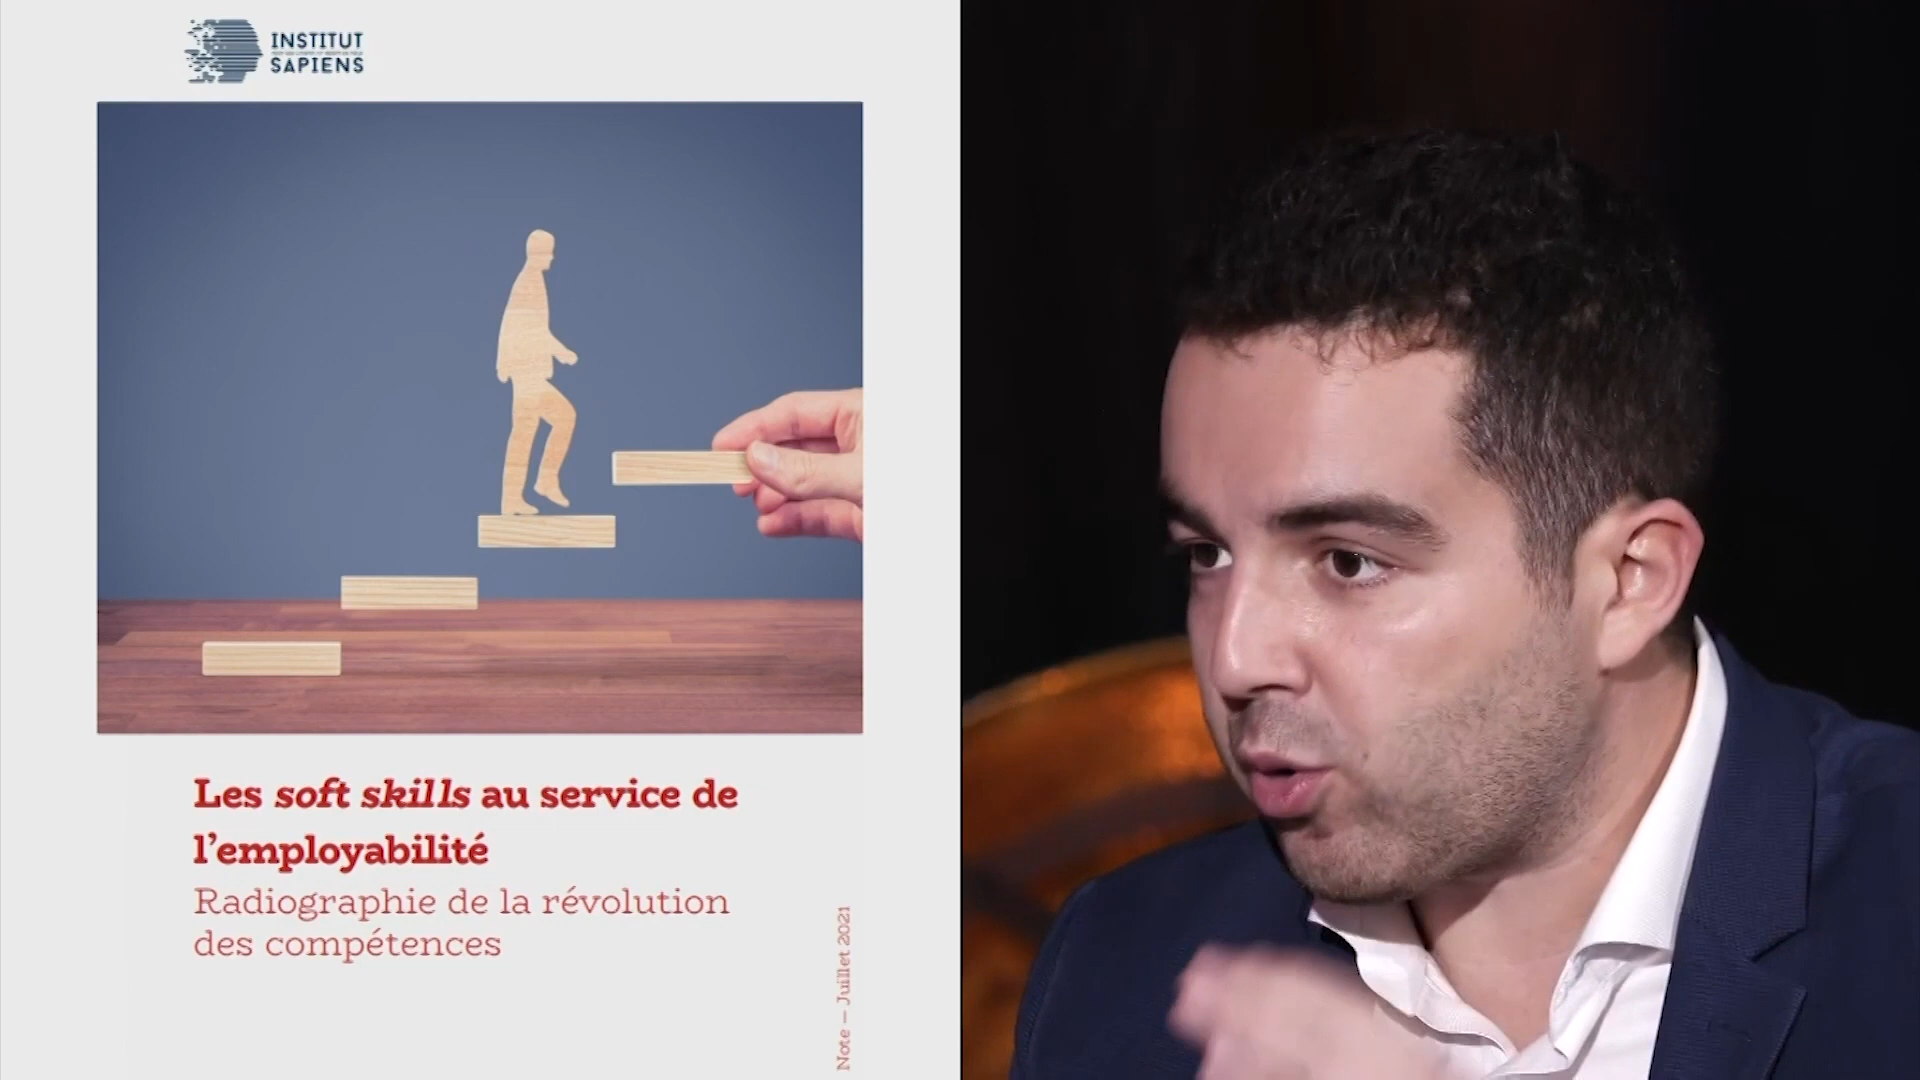 INSTITUT
SAPIENS
Les soft skills au service de
l'employabilité
Radiographie de la révolution
des compétences
Note — Juillet 2021